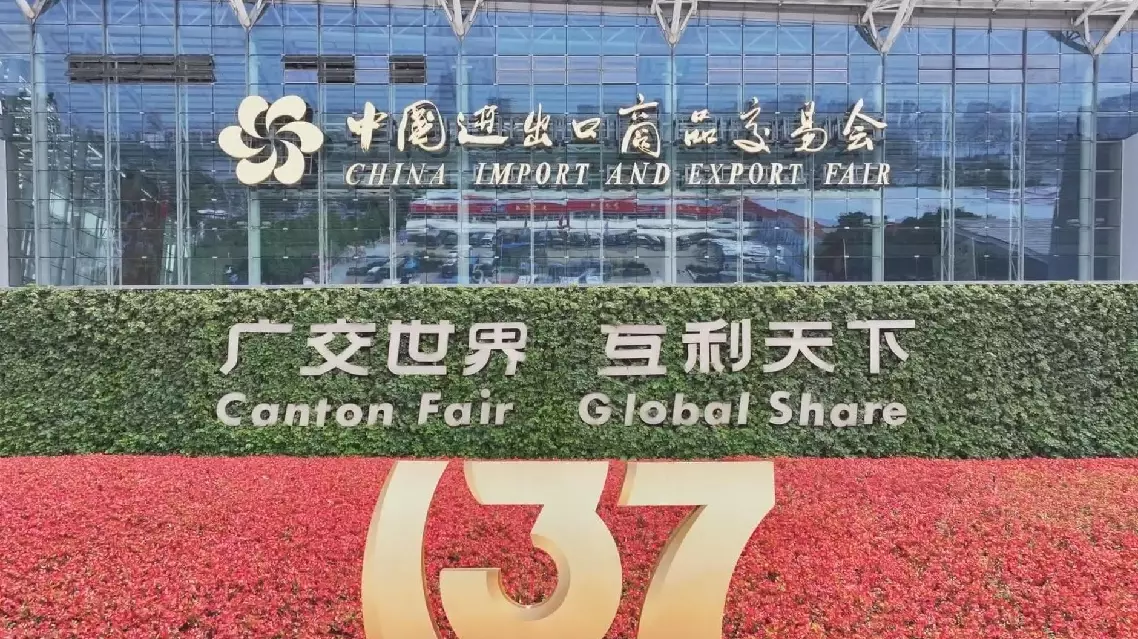 中国进出口商品交易会
CHINA IMPORT AND EXPORT FAIR
广交世界 互利天下
Canton Fair Global Share
137